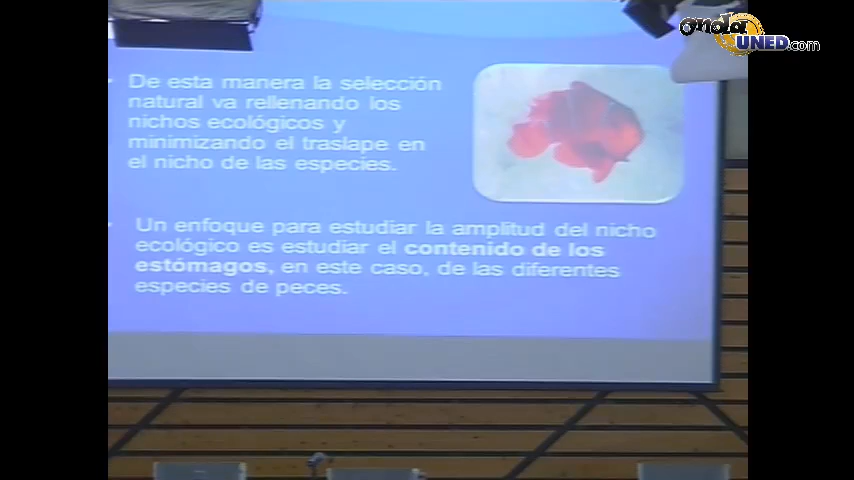 onda
UNED.com
De esta manera la selección
natural va rellenando los
nichos ecológicos y
minimizando el traslape en
el nicho de las especies.
Un enfoque para estudiar la amplitud del nicho
ecológico es estudiar el contenido de los
estómagos, en este caso, de las diferentes
especies de peces.